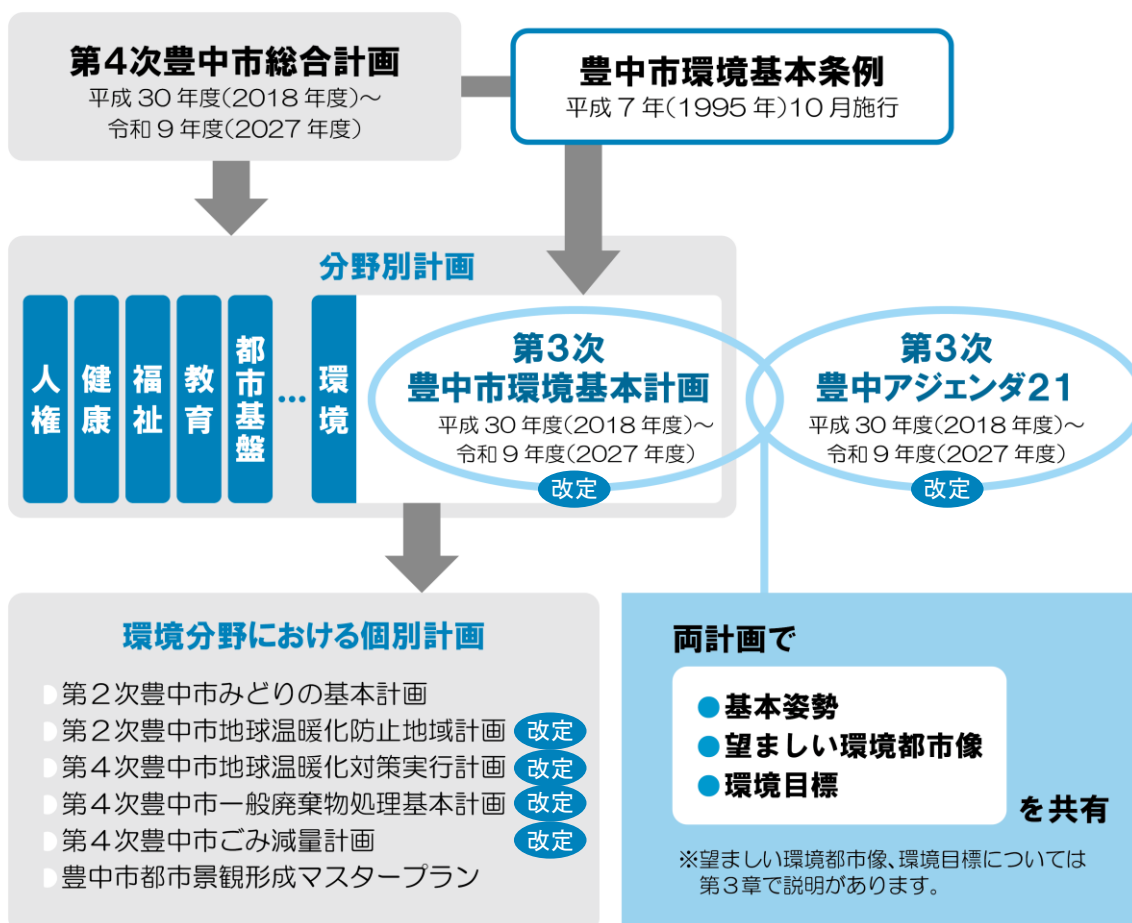 第4次豊中市総合計画
平成30年度(2018年度)～
令和9年度(2027年度)
豊中市環境基本条例
平成7年(1995年)10月施行
分野別計画
人権
健康
福祉
教育
都市基盤
…
環境
第3次
豊中市環境基本計画
平成30年度(2018年度)～
令和9年度(2027年度)
改定
第3次
豊中アジェンダ21
平成30年度(2018年度)～
令和9年度(2027年度)
改定
環境分野における個別計画
第2次豊中市みどりの基本計画
第2次豊中市地球温暖化防止地域計画 改定
第4次豊中市地球温暖化対策実行計画 改定
第4次豊中市一般廃棄物処理基本計画 改定
第4次豊中市ごみ減量計画 改定
豊中市都市景観形成マスタープラン
両計画で
●基本姿勢
●望ましい環境都市像
●環境目標
を共有
※望ましい環境都市像、環境目標については
第3章で説明があります。